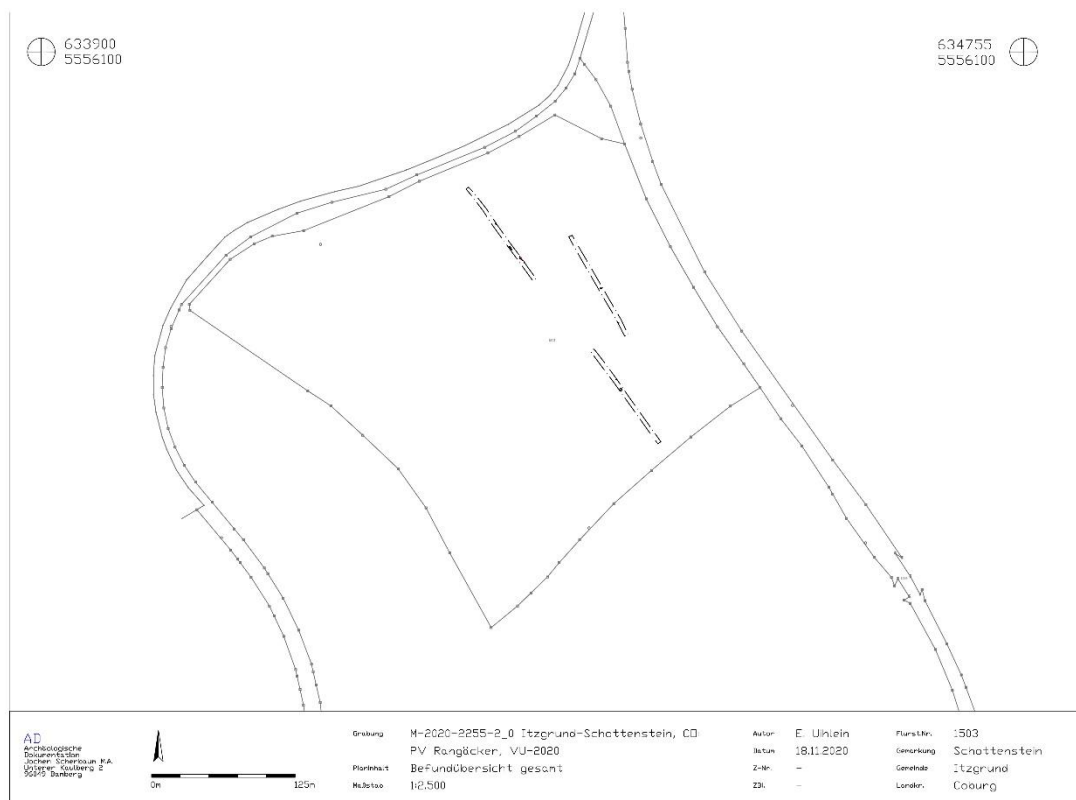 633900
5556100
634755
5556100
AD
Archäologische
Dokumentation
Jochen Scherbaum M.A.
Unterer Kaulberg 2
96049 Bamberg
0m 125m
Grabung M-2020-2255-2_0 Itzgrund-Schottenstein, CO
PV Rangäcker, VU-2020
Planinhalt Befundübersicht gesamt
Maßstab 1:2.500
Autor E. Uihlein
Datum 18.11.2020
Z-Nr. -
ZBl. -
Flurst.Nr. 1503
Gemarkung Schottenstein
Gemeinde Itzgrund
Landkr. Coburg